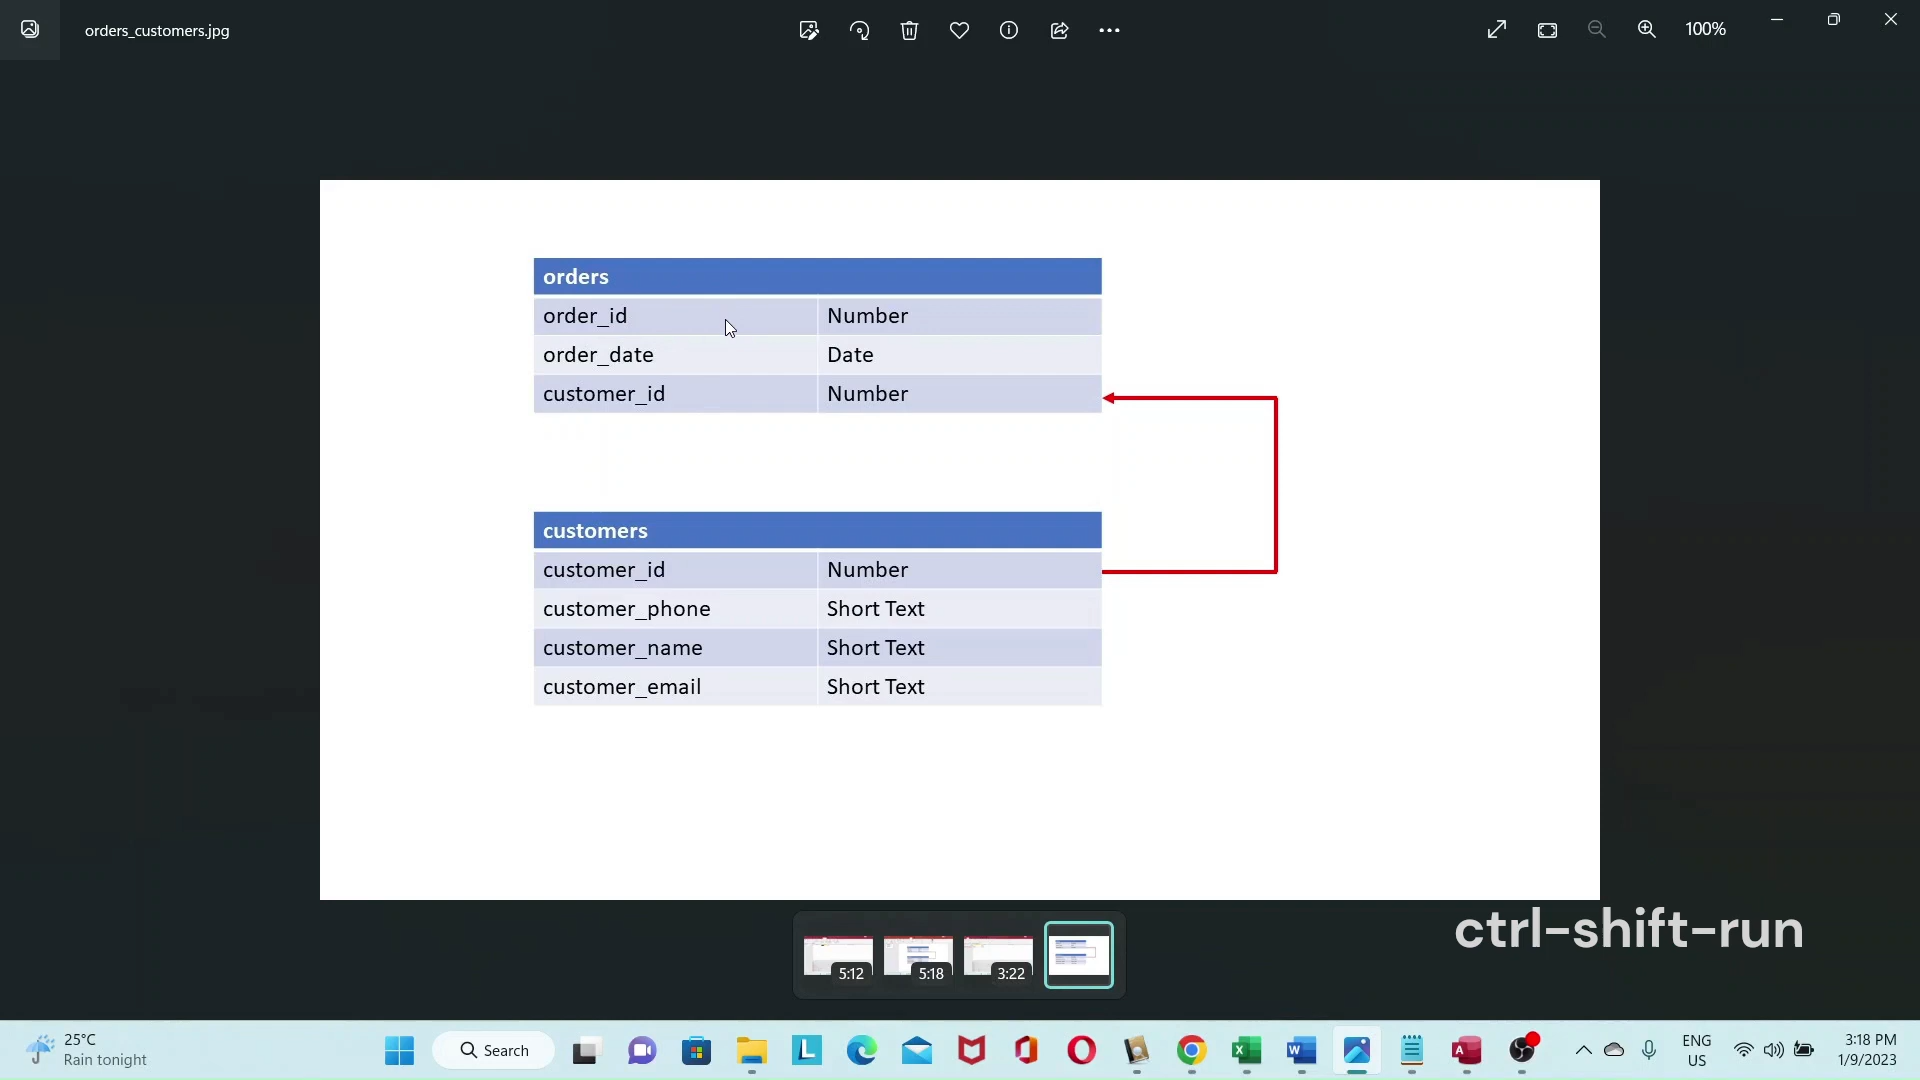 orders_customers.jpg
100%
orders
order_id Number
order_date Date
customer_id Number
customers
customer_id Number
customer_phone Short Text
customer_name Short Text
customer_email Short Text
ctrl-shift-run
5:12 5:18 3:22
25°C
Rain tonight
Search
ENG
US
3:18 PM
1/9/2023